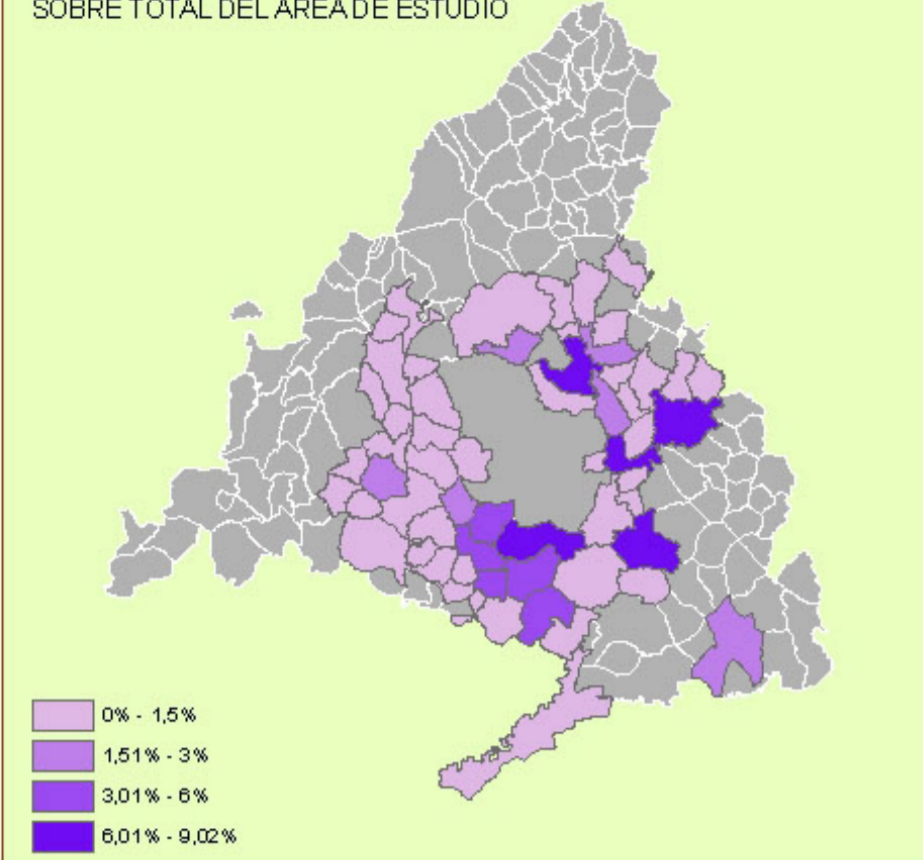 SOBRE TOTAL DEL AREA DE ESTUDIO
0% - 1,5%
1,51% - 3%
3,01% - 6%
6,01% - 9,02%